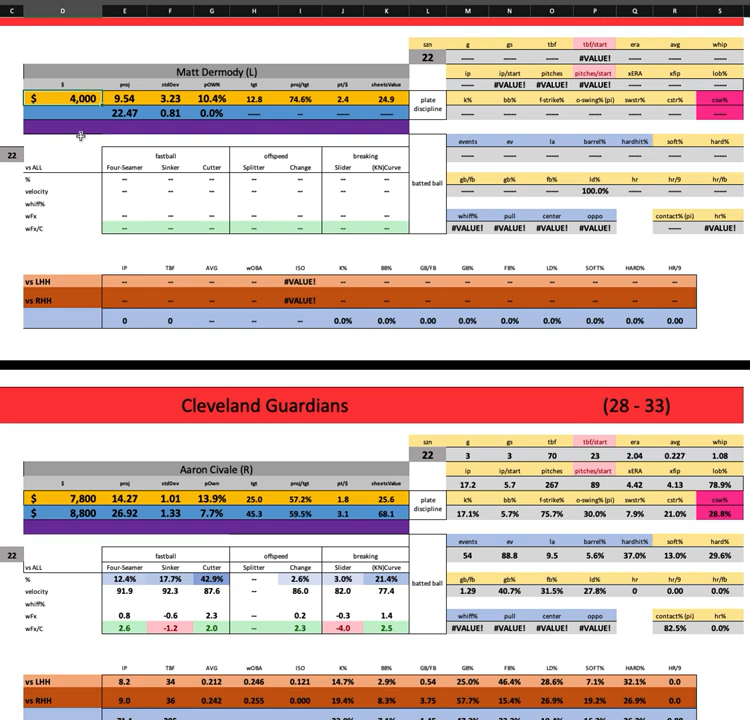 C D E F G H I J K L M N O P Q R S
szn g gs tbf tbf/start era avg whip
22 ----- ----- ----- #VALUE! ----- ----- -----
Matt Dermody (L) ip ip/start pitches pitches/start xERA xfip lob%
$ proj stdDev pOWN tgt proj/tgt pt/$ sheetsValue ----- #VALUE! #VALUE! #VALUE! ----- ----- -----
$ 4,000 9.54 3.23 10.4% 12.8 74.6% 2.4 24.9 plate discipline k% bb% f-strike% o-swing% (pi) swstr% cstr% csw%
22.47 0.81 0.0% ----- ----- ----- ----- ----- ----- ----- ----- ----- ----- -----
events ev la barrel% hardhit% soft% hard%
22 fastball offspeed breaking ----- ----- ----- ----- ----- ----- -----
vs ALL Four-Seamer Sinker Cutter Splitter Change Slider (KN)Curve batted ball
% -- -- -- -- -- -- -- gb/fb gb% fb% ld% hr hr/9 hr/fb
velocity -- -- -- -- -- -- -- ----- ----- ----- 100.0% ----- ----- -----
whiff%
wFx -- -- -- -- -- -- -- whiff% pull center oppo contact% (pi) hr%
wFx/C -- -- -- -- -- -- -- #VALUE! #VALUE! #VALUE! #VALUE! ----- #VALUE!
IP TBF AVG wOBA ISO K% BB% GB/FB GB% FB% LD% SOFT% HARD% HR/9
vs LHH -- -- -- -- #VALUE! -- -- -- -- -- -- -- -- --
vs RHH -- -- -- -- #VALUE! -- -- -- -- -- -- -- -- --
0 0 -- -- -- 0.0% 0.0% 0.00 0.0% 0.0% 0.0% 0.0% 0.0% 0.00
Cleveland Guardians (28 - 33)
szn g gs tbf tbf/start era avg whip
22 3 3 70 23 2.04 0.227 1.08
Aaron Civale (R) ip ip/start pitches pitches/start xERA xfip lob%
$ proj stdDev pOwn tgt proj/tgt pt/$ sheetsValue 17.2 5.7 267 89 4.42 4.13 78.9%
$ 7,800 14.27 1.01 13.9% 25.0 57.2% 1.8 25.6 plate discipline k% bb% f-strike% o-swing% (pi) swstr% cstr% csw%
$ 8,800 26.92 1.33 7.7% 45.3 59.5% 3.1 68.1 17.1% 5.7% 75.7% 30.0% 7.9% 21.0% 28.8%
events ev la barrel% hardhit% soft% hard%
22 fastball offspeed breaking 54 88.8 9.5 5.6% 37.0% 13.0% 29.6%
vs ALL Four-Seamer Sinker Cutter Splitter Change Slider (KN)Curve batted ball
% 12.4% 17.7% 42.9% -- 2.6% 3.0% 21.4% gb/fb gb% fb% ld% hr hr/9 hr/fb
velocity 91.9 92.3 87.6 86.0 82.0 77.4 1.29 40.7% 31.5% 27.8% 0 0.00 0.0%
whiff%
wFx 0.8 -0.6 2.3 -- 0.2 -0.3 1.4 whiff% pull center oppo contact% (pi) hr%
wFx/C 2.6 -1.2 2.0 -- 2.3 -4.0 2.5 #VALUE! #VALUE! #VALUE! #VALUE! 82.5% 0.0%
IP TBF AVG wOBA ISO K% BB% GB/FB GB% FB% LD% SOFT% HARD% HR/9
vs LHH 8.2 34 0.212 0.246 0.121 14.7% 2.9% 0.54 25.0% 46.4% 28.6% 7.1% 32.1% 0.0
vs RHH 9.0 36 0.242 0.255 0.000 19.4% 8.3% 3.75 57.7% 15.4% 26.9% 19.2% 26.9% 0.0